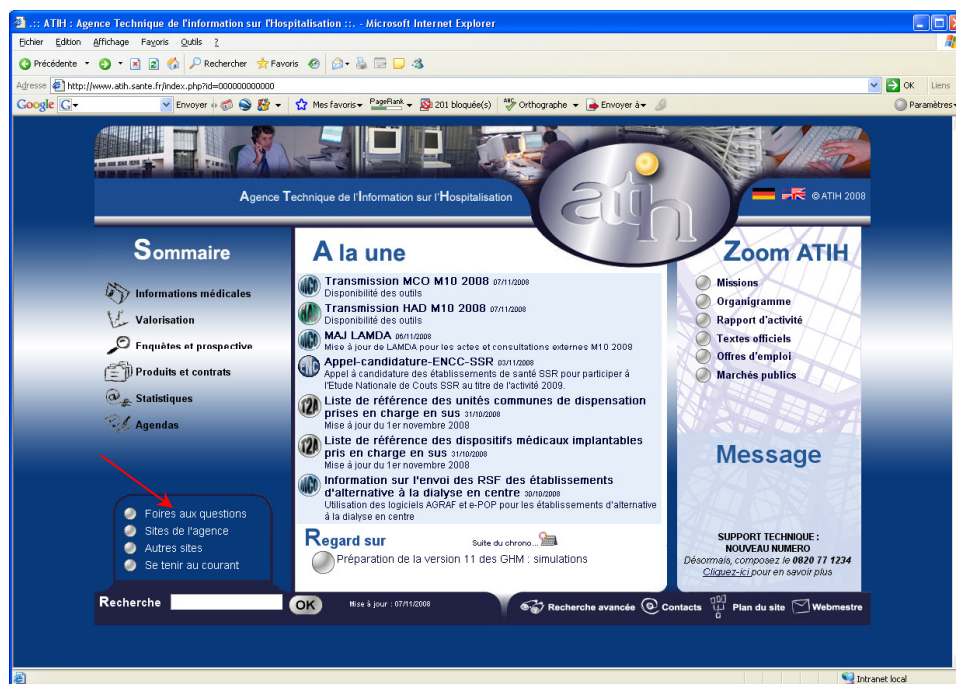 .:: ATIH : Agence Technique de l'information sur l'Hospitalisation ::. - Microsoft Internet Explorer
Fichier Edition Affichage Favoris Outils ?
Précédente Rechercher Favoris
Adresse http://www.atih.sante.fr/index.php?id=000000000000 OK Liens
Google G Envoyer Mes favoris PageRank 201 bloquée(s) Orthographe Envoyer à Paramètres
atih
Agence Technique de l'Information sur l'Hospitalisation
© ATIH 2008
Sommaire
Informations médicales
Valorisation
Enquêtes et prospective
Produits et contrats
Statistiques
Agendas
Foires aux questions
Sites de l'agence
Autres sites
Se tenir au courant
A la une
MCO Transmission MCO M10 2008 07/11/2008
Disponibilité des outils
HAD Transmission HAD M10 2008 07/11/2008
Disponibilité des outils
MCO MAJ LAMDA 06/11/2008
Mise à jour de LAMDA pour les actes et consultations externes M10 2008
ENC Appel-candidature-ENCC-SSR 03/11/2008
Appel à candidature des établissements de santé SSR pour participer à
l'Etude Nationale de Couts SSR au titre de l'activité 2009.
T2A Liste de référence des unités communes de dispensation
prises en charge en sus 31/10/2008
Mise à jour du 1er novembre 2008
T2A Liste de référence des dispositifs médicaux implantables
pris en charge en sus 31/10/2008
Mise à jour du 1er novembre 2008
MCO Information sur l'envoi des RSF des établissements
d'alternative à la dialyse en centre 30/10/2008
Utilisation des logiciels AGRAF et e-POP pour les établissements d'alternative
à la dialyse en centre
Regard sur Suite du chrono...
Préparation de la version 11 des GHM : simulations
Zoom ATIH
Missions
Organigramme
Rapport d'activité
Textes officiels
Offres d'emploi
Marchés publics
Message
SUPPORT TECHNIQUE :
NOUVEAU NUMERO
Désormais, composez le 0820 77 1234
Cliquez-ici pour en savoir plus
Recherche OK Mise à jour : 07/11/2008 Recherche avancée Contacts Plan du site Webmestre
Intranet local